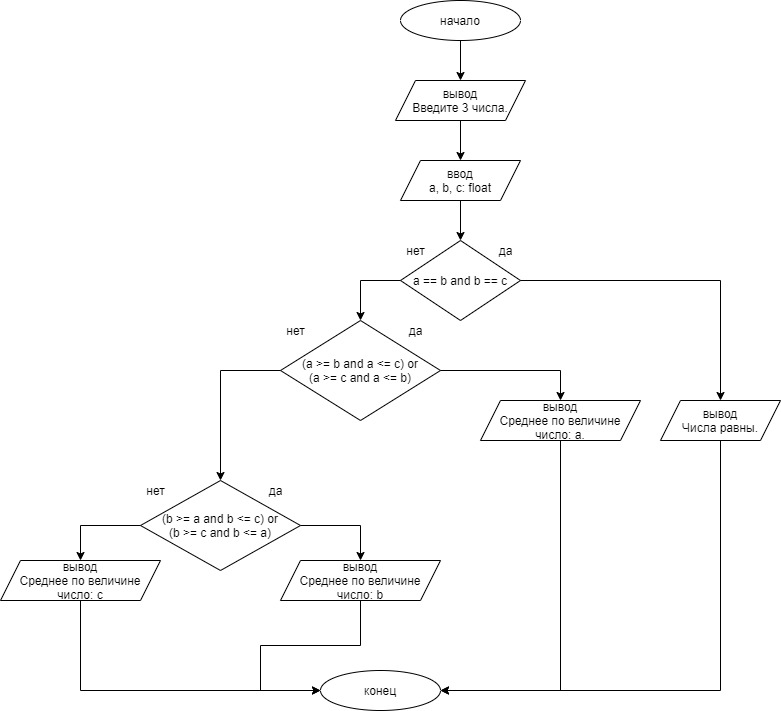 начало
вывод
Введите 3 числа.
ввод
a, b, c: float
нет
да
a == b and b == c
нет
да
(a >= b and a <= c) or
(a >= c and a <= b)
вывод
Среднее по величине
число: a.
вывод
Числа равны.
нет
да
(b >= a and b <= c) or
(b >= c and b <= a)
вывод
Среднее по величине
число: c
вывод
Среднее по величине
число: b
конец